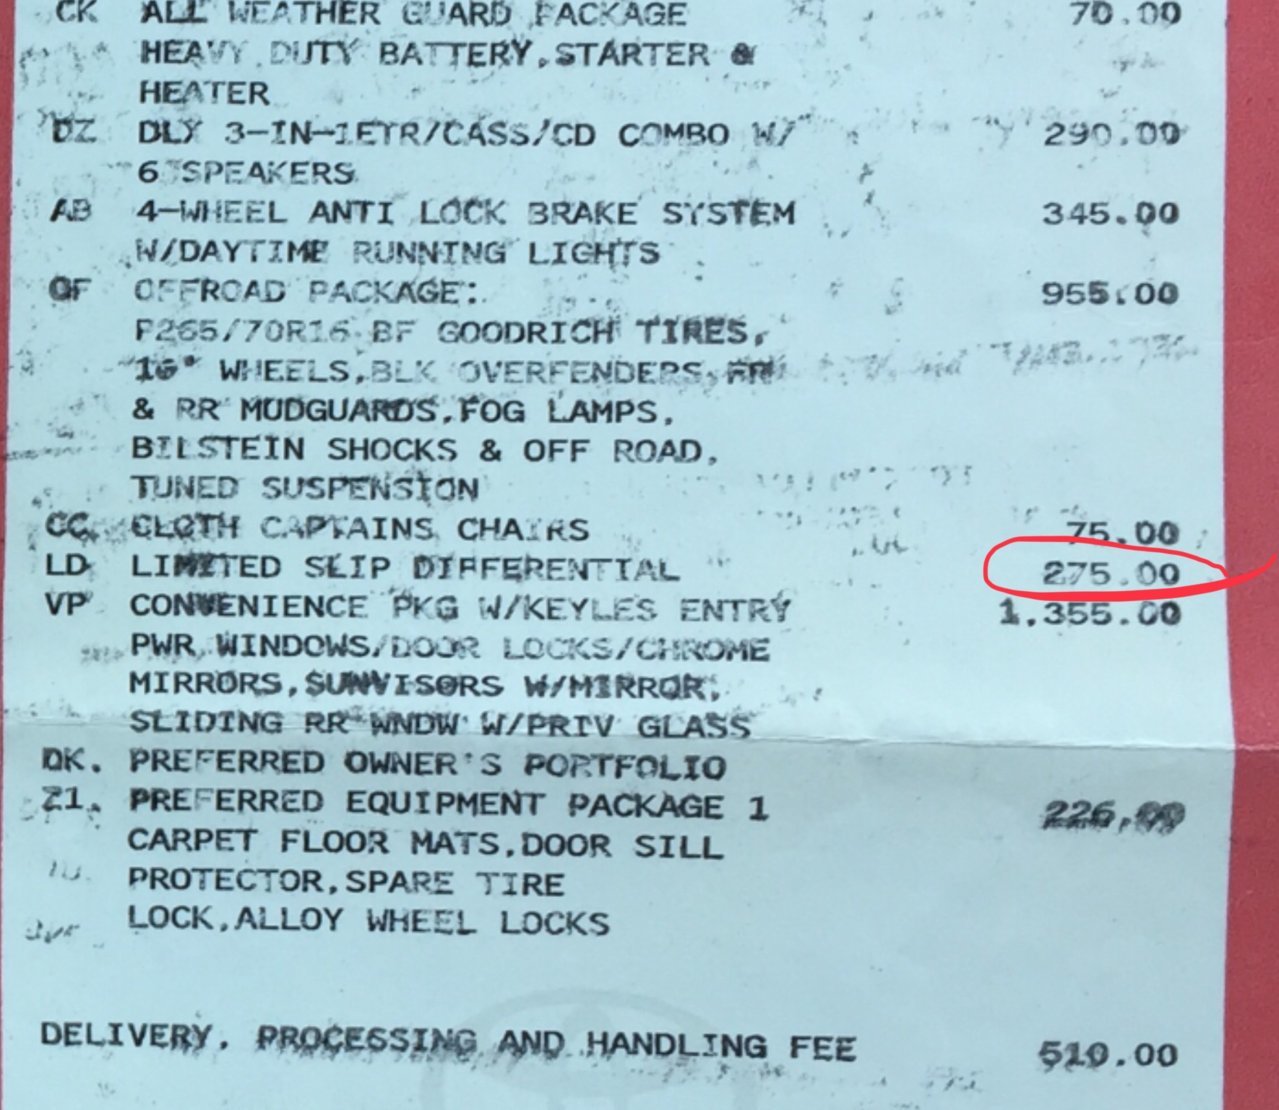 CK ALL WEATHER GUARD PACKAGE 70.00
HEAVY DUTY BATTERY,STARTER &
HEATER
DZ DLX 3-IN-1ETR/CASS/CD COMBO W/ 290.00
6 SPEAKERS
AB 4-WHEEL ANTI LOCK BRAKE SYSTEM 345.00
W/DAYTIME RUNNING LIGHTS
OF OFFROAD PACKAGE: 955.00
P265/70R16 BF GOODRICH TIRES,
16" WHEELS,BLK OVERFENDERS,FR
& RR MUDGUARDS,FOG LAMPS,
BILSTEIN SHOCKS & OFF ROAD,
TUNED SUSPENSION
CC CLOTH CAPTAINS CHAIRS 75.00
LD LIMITED SLIP DIFFERENTIAL 275.00
VP CONVENIENCE PKG W/KEYLES ENTRY 1,355.00
PWR WINDOWS/DOOR LOCKS/CHROME
MIRRORS,SUNVISORS W/MIRROR,
SLIDING RR WNDW W/PRIV GLASS
DK. PREFERRED OWNER'S PORTFOLIO
Z1. PREFERRED EQUIPMENT PACKAGE 1 226.00
CARPET FLOOR MATS,DOOR SILL
PROTECTOR,SPARE TIRE
LOCK,ALLOY WHEEL LOCKS
DELIVERY, PROCESSING AND HANDLING FEE 510.00